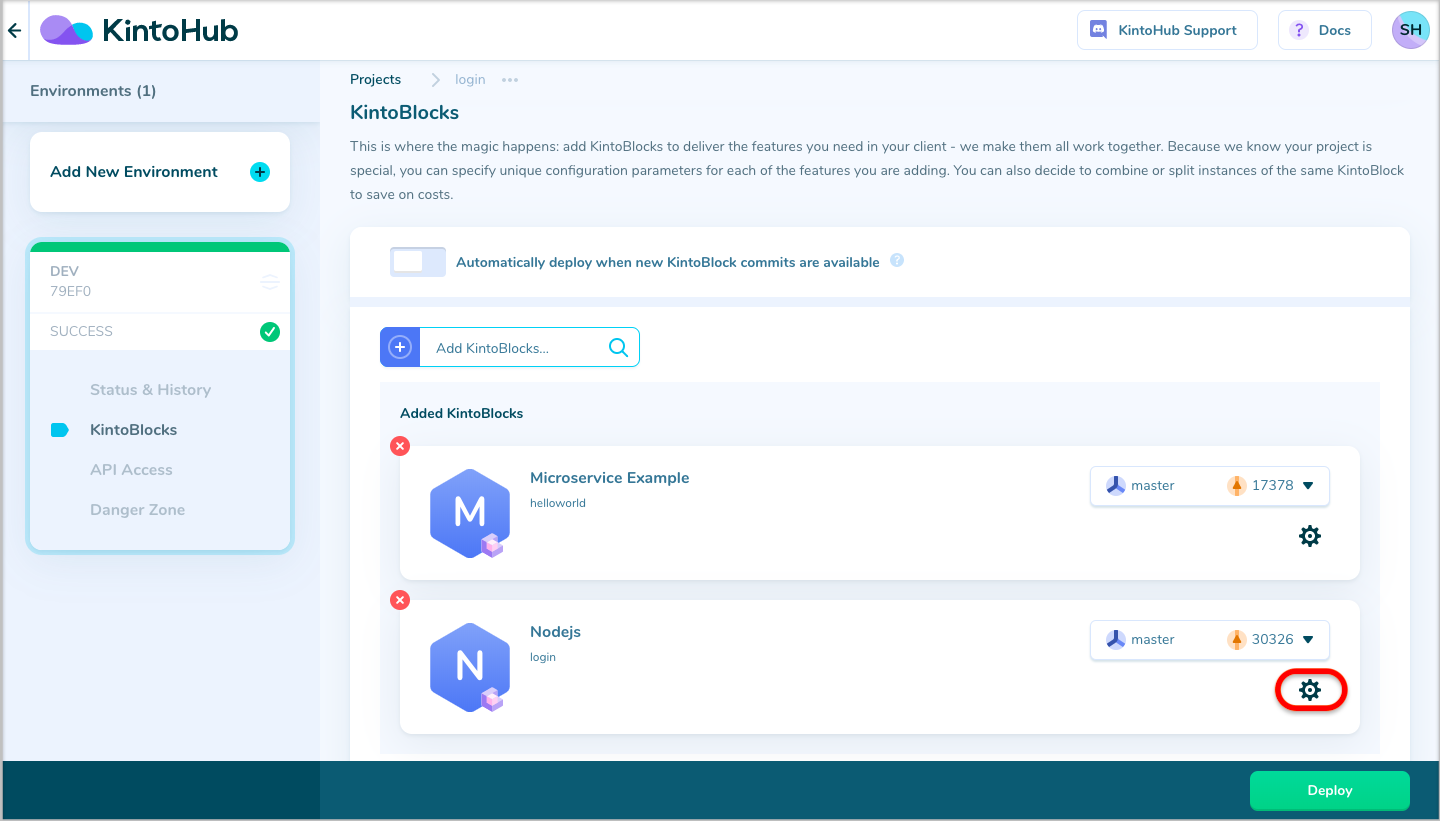 KintoHub
KintoHub Support
? Docs
SH
Environments (1)
Add New Environment
DEV
79EF0
SUCCESS
Status & History
KintoBlocks
API Access
Danger Zone
Projects
login
KintoBlocks
This is where the magic happens: add KintoBlocks to deliver the features you need in your client - we make them all work together. Because we know your project is
special, you can specify unique configuration parameters for each of the features you are adding. You can also decide to combine or split instances of the same KintoBlock
to save on costs.
Automatically deploy when new KintoBlock commits are available ?
Add KintoBlocks...
Added KintoBlocks
M
Microservice Example
helloworld
master
17378
N
Nodejs
login
master
30326
Deploy